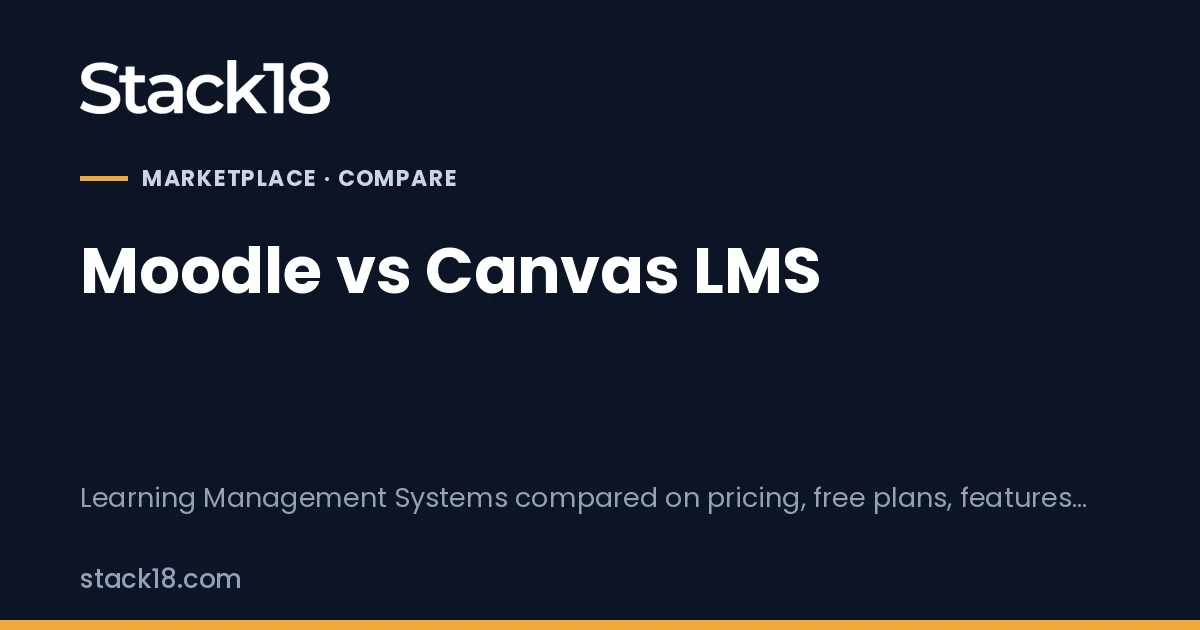 Stack18
MARKETPLACE · COMPARE
Moodle vs Canvas LMS
Learning Management Systems compared on pricing, free plans, features...
stack18.com